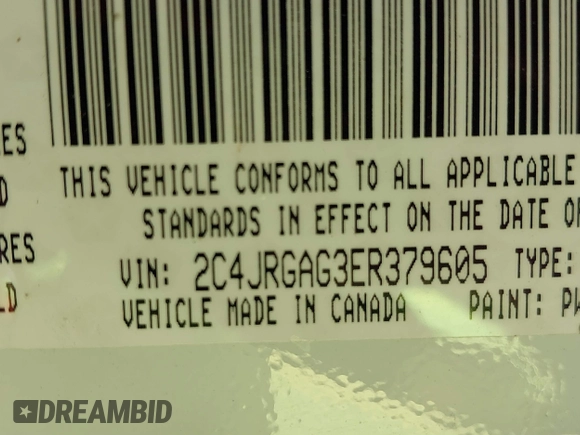 ES
D
RES
LD
THIS VEHICLE CONFORMS TO ALL APPLICABLE
STANDARDS IN EFFECT ON THE DATE OF
VIN: 2C4JRGAG3ER379605 TYPE:
VEHICLE MADE IN CANADA PAINT: PW
DREAMBID